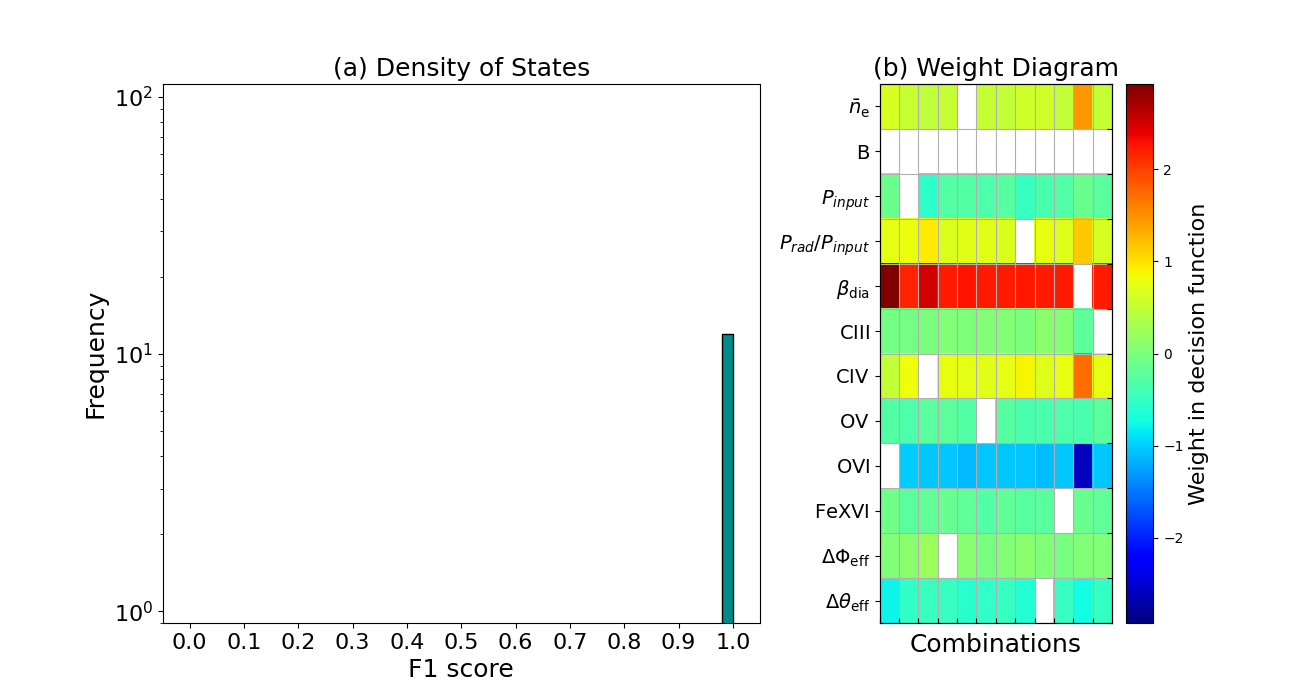 (a) Density of States
Frequency
10²
10¹
10⁰
0.0 0.1 0.2 0.3 0.4 0.5 0.6 0.7 0.8 0.9 1.0
F1 score
(b) Weight Diagram
n̄e
B
Pinput
Prad/Pinput
βdia
CIII
CIV
OV
OVI
FeXVI
ΔΦeff
Δθeff
Combinations
2
1
0
−1
−2
Weight in decision function